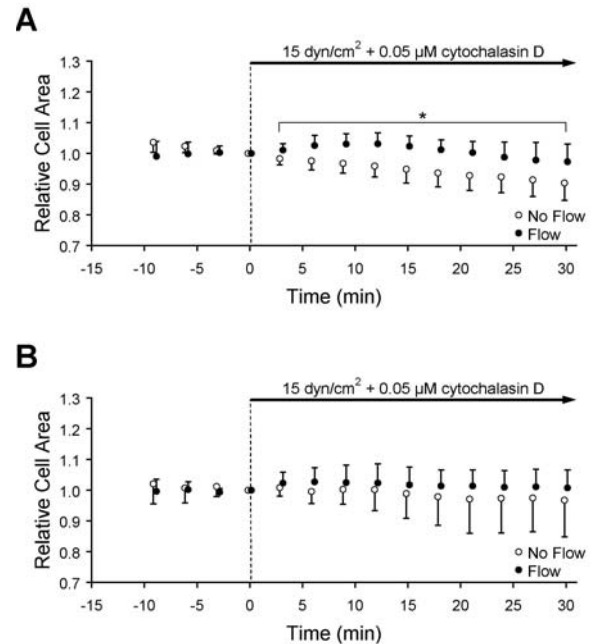 A
15 dyn/cm² + 0.05 µM cytochalasin D
*
1.3
1.2
1.1
1.0
0.9
0.8
0.7
Relative Cell Area
○ No Flow
● Flow
-15 -10 -5 0 5 10 15 20 25 30
Time (min)
B
15 dyn/cm² + 0.05 µM cytochalasin D
1.3
1.2
1.1
1.0
0.9
0.8
0.7
Relative Cell Area
○ No Flow
● Flow
-15 -10 -5 0 5 10 15 20 25 30
Time (min)